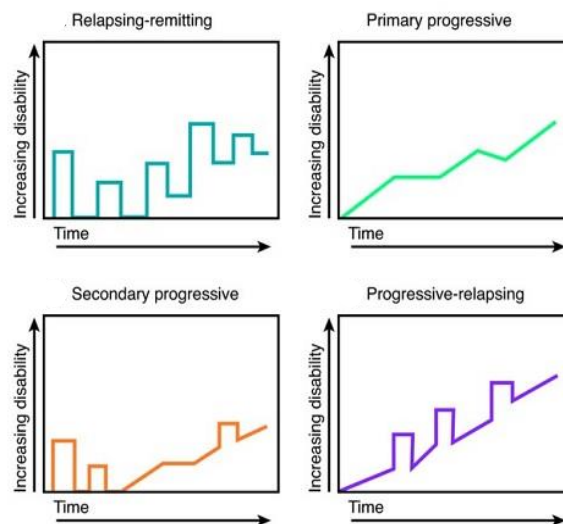 Relapsing-remitting
Increasing disability
Time
Primary progressive
Increasing disability
Time
Secondary progressive
Increasing disability
Time
Progressive-relapsing
Increasing disability
Time